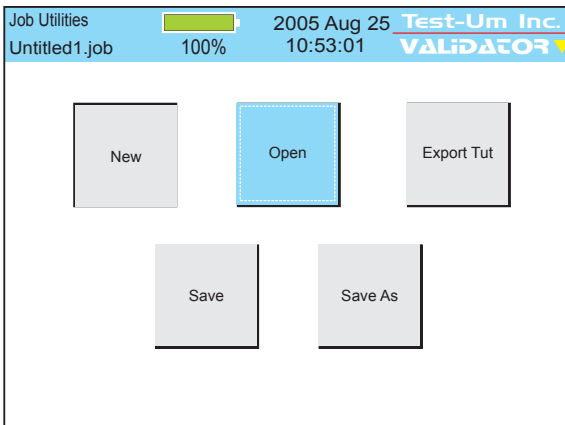 Job Utilities
2005 Aug 25
Test-Um Inc.
Untitled1.job
100%
10:53:01
VALiDATOR
New
Open
Export Tut
Save
Save As